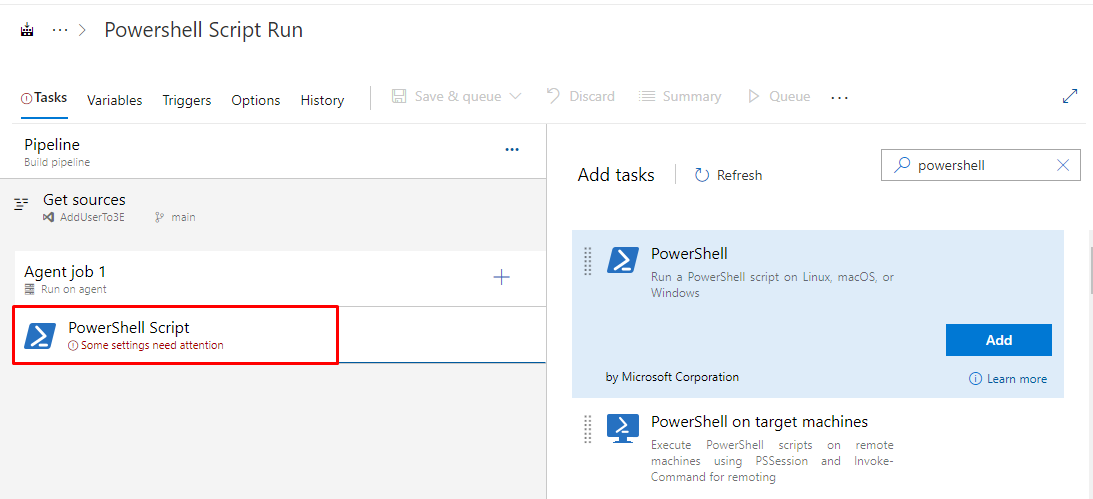 ... > Powershell Script Run
Tasks Variables Triggers Options History Save & queue Discard Summary Queue ...
Pipeline ...
Build pipeline
Get sources
AddUserTo3E main
Agent job 1 +
Run on agent
PowerShell Script
Some settings need attention
Add tasks Refresh powershell
PowerShell
Run a PowerShell script on Linux, macOS, or
Windows
Add
by Microsoft Corporation Learn more
PowerShell on target machines
Execute PowerShell scripts on remote
machines using PSSession and Invoke-
Command for remoting